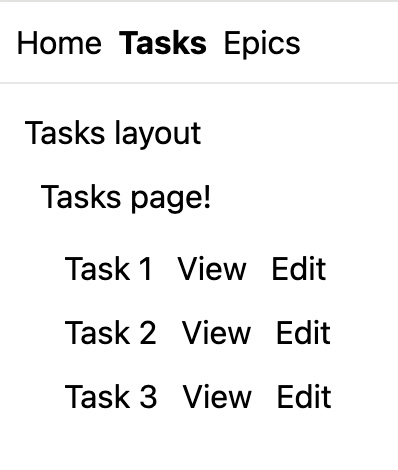 Home Tasks Epics
Tasks layout
Tasks page!
Task 1 View Edit
Task 2 View Edit
Task 3 View Edit